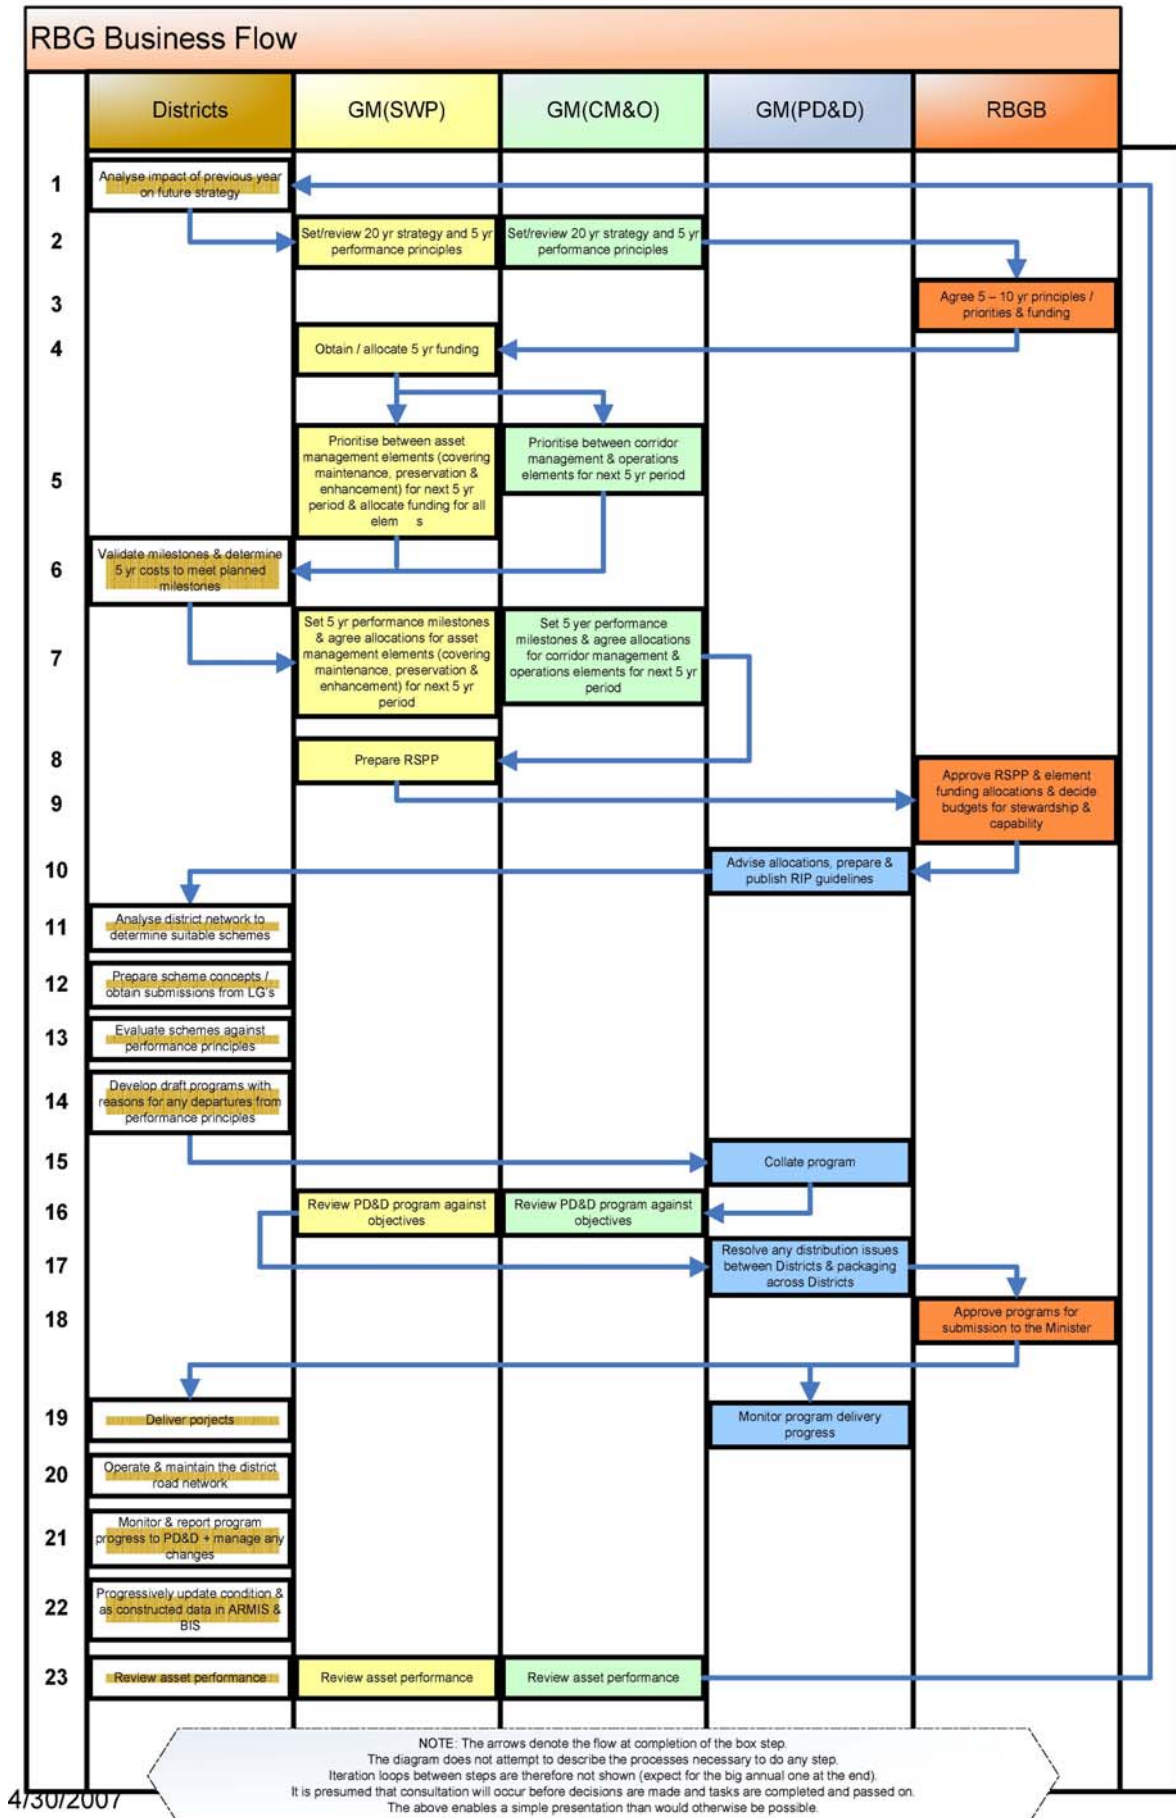 RBG Business Flow
Districts
GM(SWP)
GM(CM&O)
GM(PD&D)
RBGB
1
Analyse impact of previous year
on future strategy
2
Set/review 20 yr strategy and 5 yr
performance principles
Set/review 20 yr strategy and 5 yr
performance principles
3
Agree 5 – 10 yr principles /
priorities & funding
4
Obtain / allocate 5 yr funding
5
Prioritise between asset
management elements (covering
maintenance, preservation &
enhancement) for next 5 yr
period & allocate funding for all
elem s
Prioritise between corridor
management & operations
elements for next 5 yr period
6
Validate milestones & determine
5 yr costs to meet planned
milestones
7
Set 5 yr performance milestones
& agree allocations for asset
management elements (covering
maintenance, preservation &
enhancement) for next 5 yr
period
Set 5 yer performance
milestones & agree allocations
for corridor management &
operations elements for next 5 yr
period
8
Prepare RSPP
9
Approve RSPP & element
funding allocations & decide
budgets for stewardship &
capability
10
Advise allocations, prepare &
publish RIP guidelines
11
Analyse district network to
determine suitable schemes
12
Prepare scheme concepts /
obtain submissions from LG's
13
Evaluate schemes against
performance principles
14
Develop draft programs with
reasons for any departures from
performance principles
15
Collate program
16
Review PD&D program against
objectives
Review PD&D program against
objectives
17
Resolve any distribution issues
between Districts & packaging
across Districts
18
Approve programs for
submission to the Minister
19
Deliver porjects
Monitor program delivery
progress
20
Operate & maintain the district
road network
21
Monitor & report program
progress to PD&D + manage any
changes
22
Progressively update condition &
as constructed data in ARMIS &
BIS
23
Review asset performance
Review asset performance
Review asset performance
NOTE: The arrows denote the flow at completion of the box step.
The diagram does not attempt to describe the processes necessary to do any step.
Iteration loops between steps are therefore not shown (expect for the big annual one at the end).
It is presumed that consultation will occur before decisions are made and tasks are completed and passed on.
The above enables a simple presentation than would otherwise be possible.
4/30/2007